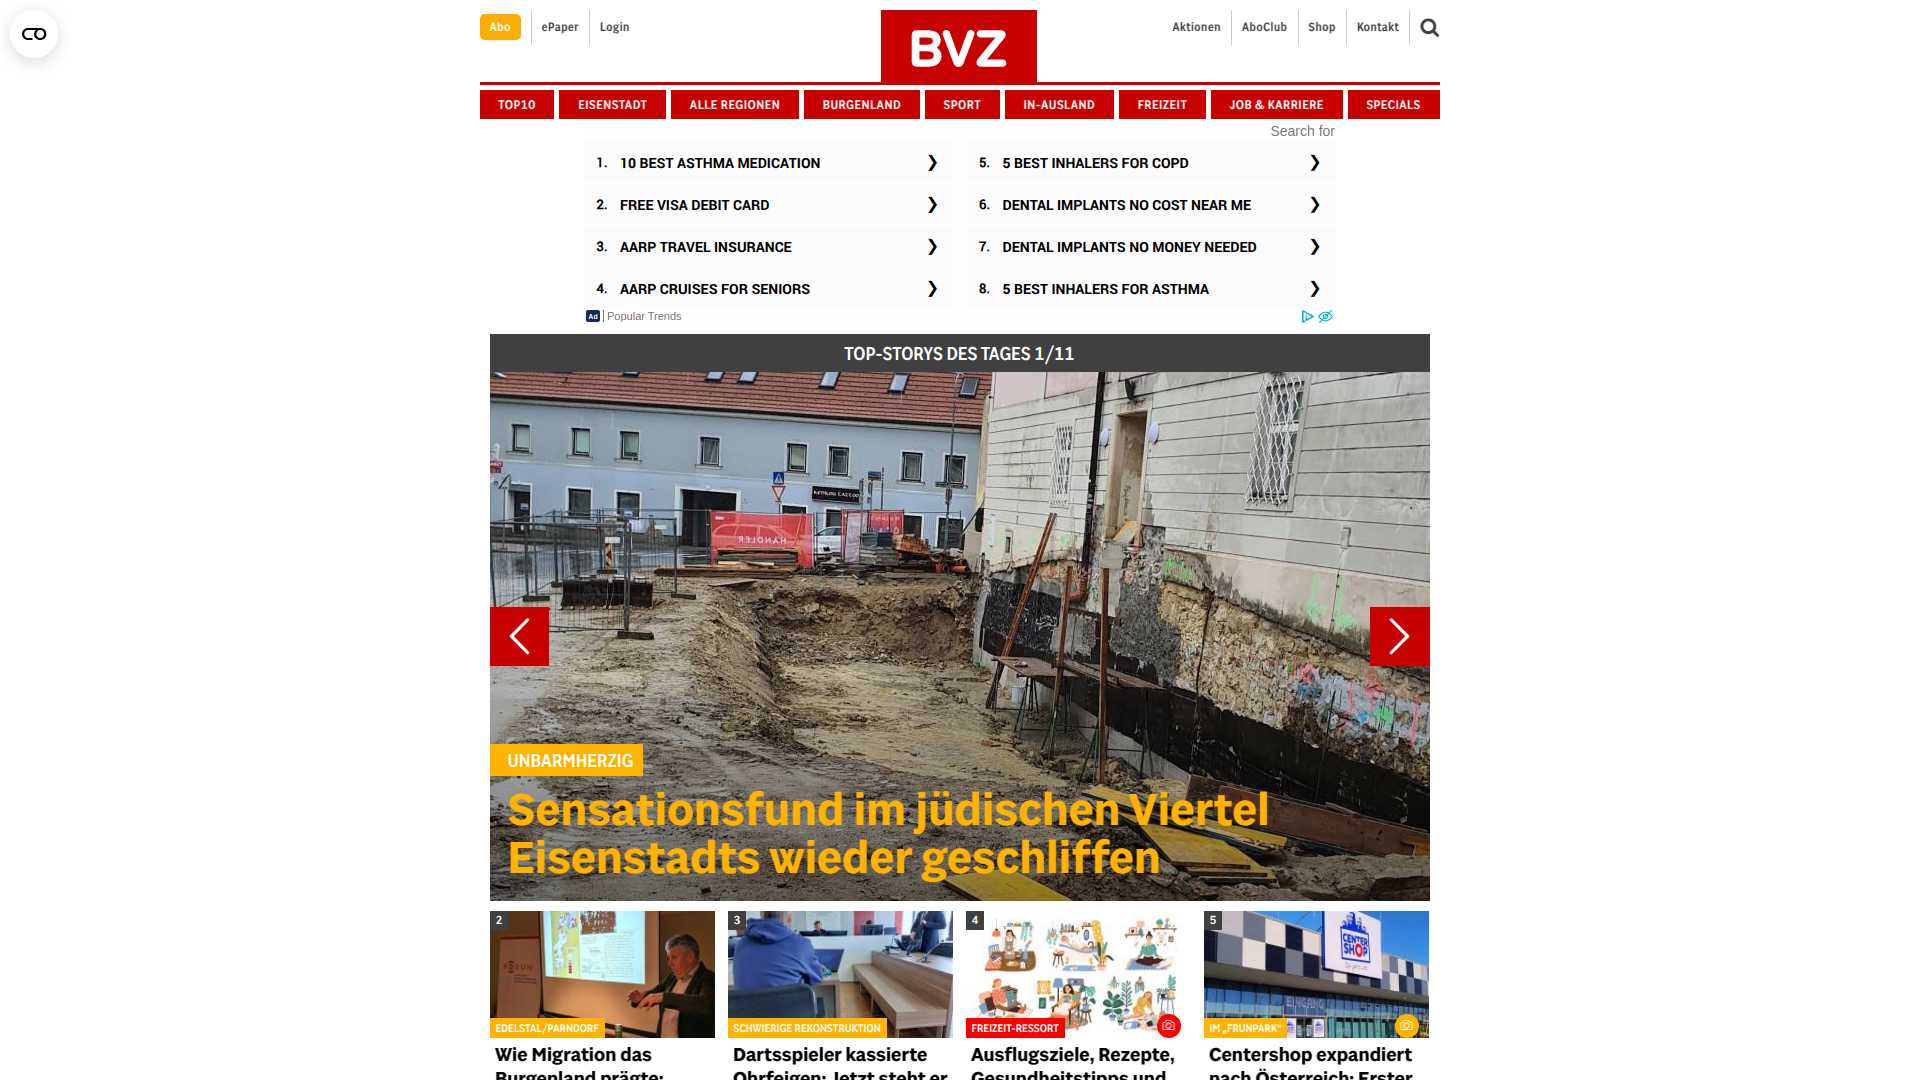 Abo
ePaper
Login
BVZ
Aktionen
AboClub
Shop
Kontakt
TOP10
EISENSTADT
ALLE REGIONEN
BURGENLAND
SPORT
IN-AUSLAND
FREIZEIT
JOB & KARRIERE
SPECIALS
Search for
1. 10 BEST ASTHMA MEDICATION
2. FREE VISA DEBIT CARD
3. AARP TRAVEL INSURANCE
4. AARP CRUISES FOR SENIORS
5. 5 BEST INHALERS FOR COPD
6. DENTAL IMPLANTS NO COST NEAR ME
7. DENTAL IMPLANTS NO MONEY NEEDED
8. 5 BEST INHALERS FOR ASTHMA
Ad | Popular Trends
TOP-STORYS DES TAGES 1/11
HANDLER
UNBARMHERZIG
Sensationsfund im jüdischen Viertel
Eisenstadts wieder geschliffen
2
EDELSTAL/PARNDORF
Wie Migration das
Burgenland prägte:
3
SCHWIERIGE REKONSTRUKTION
Dartsspieler kassierte
Ohrfeigen: Jetzt steht er
4
FREIZEIT-RESSORT
Ausflugsziele, Rezepte,
Gesundheitstipps und
5
CENTER
SHOP
EINGANG
IM „FRUNPARK“
Centershop expandiert
nach Österreich: Erster